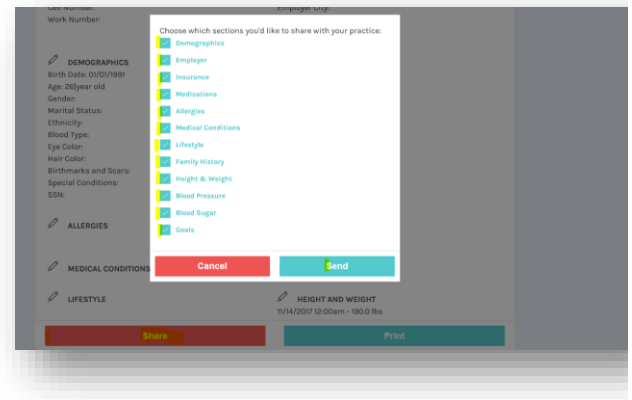 Cell Number:
Employer City:
Work Number:
Choose which sections you'd like to share with your practice:
Demographics
Employer
Insurance
Medications
Allergies
Medical Conditions
Lifestyle
Family History
Height & Weight
Blood Pressure
Blood Sugar
Goals
Cancel
Send
DEMOGRAPHICS
Birth Date: 01/01/1991
Age: 26|year old
Gender:
Marital Status:
Ethnicity:
Blood Type:
Eye Color:
Hair Color:
Birthmarks and Scars:
Special Conditions:
SSN:
ALLERGIES
MEDICAL CONDITIONS
LIFESTYLE
HEIGHT AND WEIGHT
11/14/2017 12:00am - 190.0 lbs
Share
Print